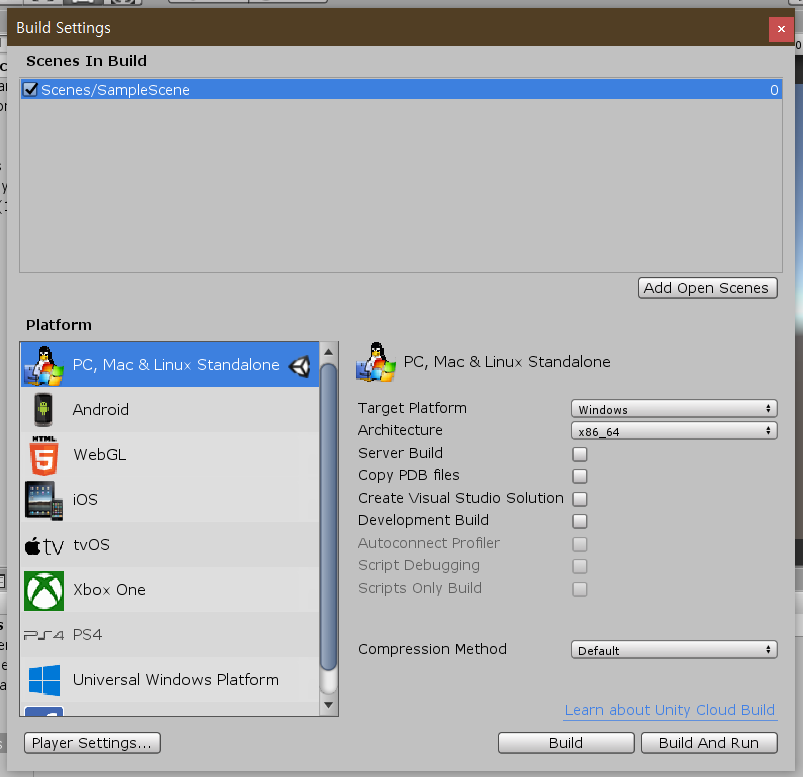 Build Settings
Scenes In Build
Scenes/SampleScene 0
Add Open Scenes
Platform
PC, Mac & Linux Standalone
Android
HTML
5
WebGL
iOS
tv
tvOS
Xbox One
PS4
PS4
Universal Windows Platform
PC, Mac & Linux Standalone
Target Platform Windows
Architecture x86_64
Server Build
Copy PDB files
Create Visual Studio Solution
Development Build
Autoconnect Profiler
Script Debugging
Scripts Only Build
Compression Method Default
Learn about Unity Cloud Build
Player Settings...
Build
Build And Run